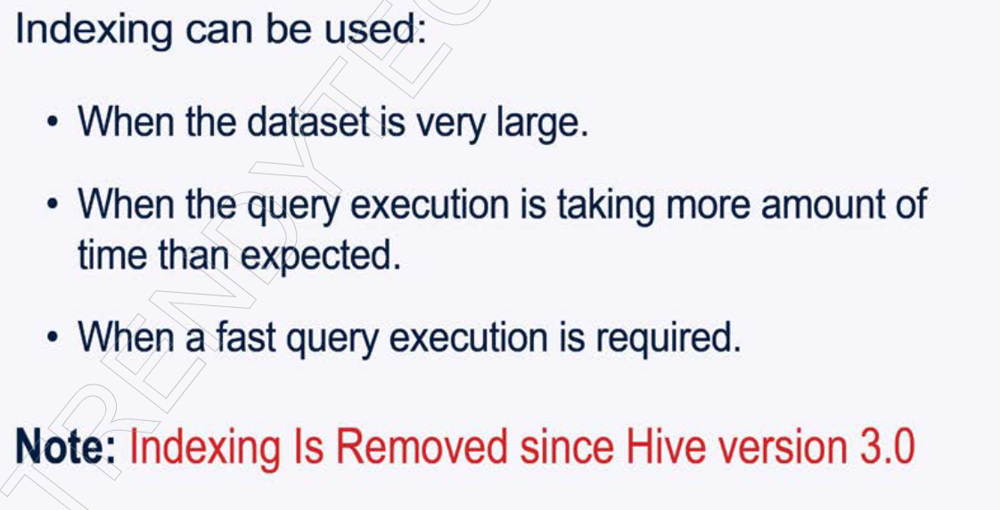 Indexing can be used:
• When the dataset is very large.
• When the query execution is taking more amount of
time than expected.
• When a fast query execution is required.
Note: Indexing Is Removed since Hive version 3.0
TRENDYTEC